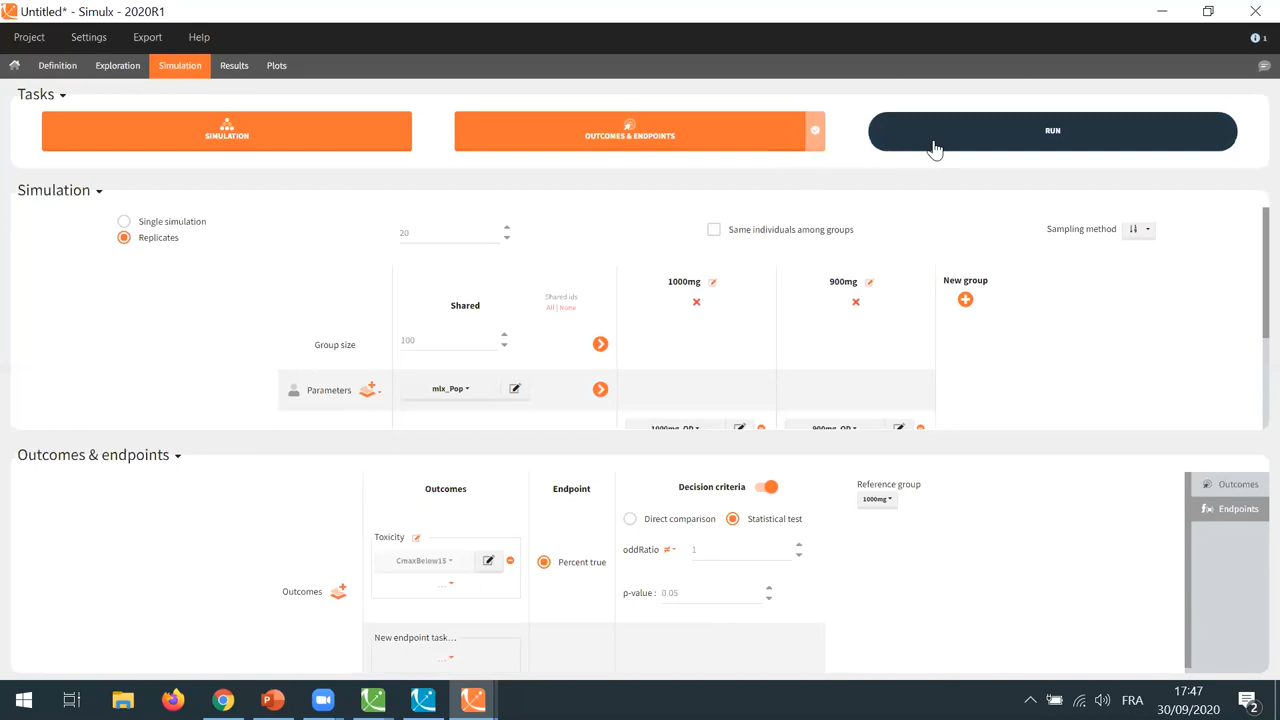 Untitled* - Simulx - 2020R1
Project Settings Export Help
1
Definition Exploration Simulation Results Plots
Tasks
SIMULATION OUTCOMES & ENDPOINTS RUN
Simulation
Single simulation
Replicates
20
Same individuals among groups
Sampling method
Shared
Shared ids
All | None
1000mg 900mg New group
Group size 100
Parameters mlx_Pop
1000mg_QD 900mg_QD
Outcomes & endpoints
Outcomes Endpoint Decision criteria Reference group
1000mg
Outcomes
Endpoints
Direct comparison Statistical test
Toxicity
CmaxBelow15
...
Percent true
oddRatio ≠ 1
p-value : 0.05
Outcomes
New endpoint task...
...
FRA
17:47
30/09/2020
2